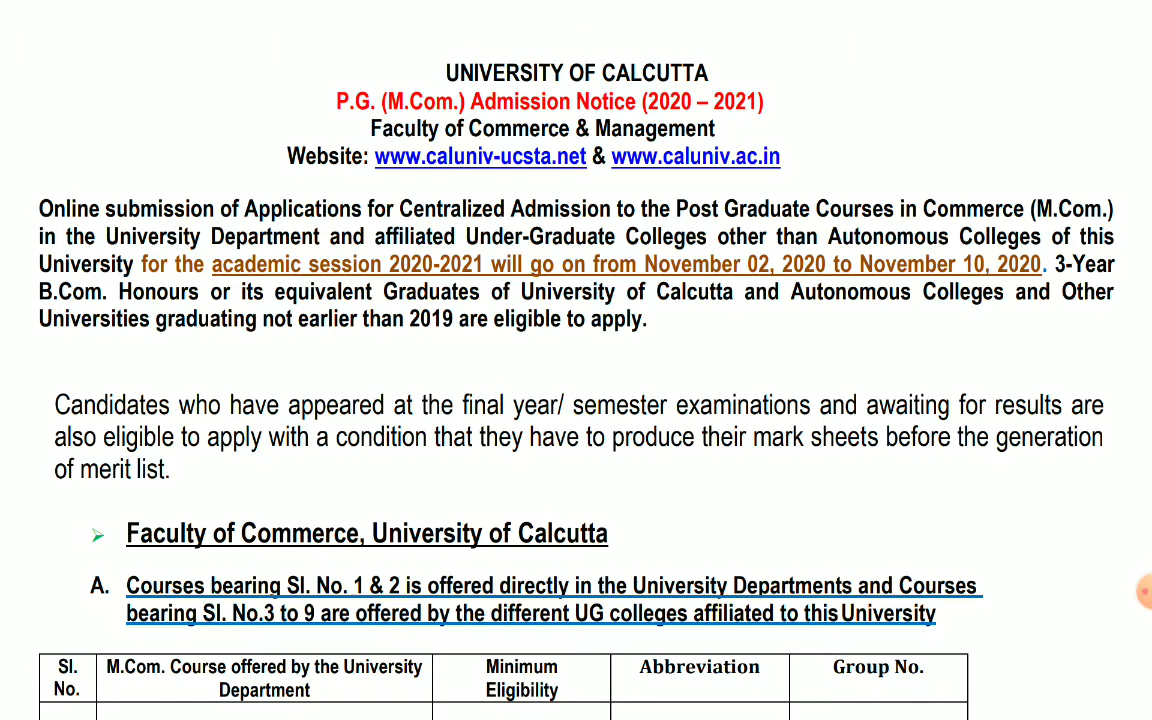 UNIVERSITY OF CALCUTTA
P.G. (M.Com.) Admission Notice (2020 – 2021)
Faculty of Commerce & Management
Website: www.caluniv-ucsta.net & www.caluniv.ac.in
Online submission of Applications for Centralized Admission to the Post Graduate Courses in Commerce (M.Com.)
in the University Department and affiliated Under-Graduate Colleges other than Autonomous Colleges of this
University for the academic session 2020-2021 will go on from November 02, 2020 to November 10, 2020. 3-Year
B.Com. Honours or its equivalent Graduates of University of Calcutta and Autonomous Colleges and Other
Universities graduating not earlier than 2019 are eligible to apply.
Candidates who have appeared at the final year/ semester examinations and awaiting for results are
also eligible to apply with a condition that they have to produce their mark sheets before the generation
of merit list.
➢ Faculty of Commerce, University of Calcutta
A. Courses bearing Sl. No. 1 & 2 is offered directly in the University Departments and Courses
bearing Sl. No.3 to 9 are offered by the different UG colleges affiliated to this University
Sl. M.Com. Course offered by the University Minimum Abbreviation Group No.
No. Department Eligibility